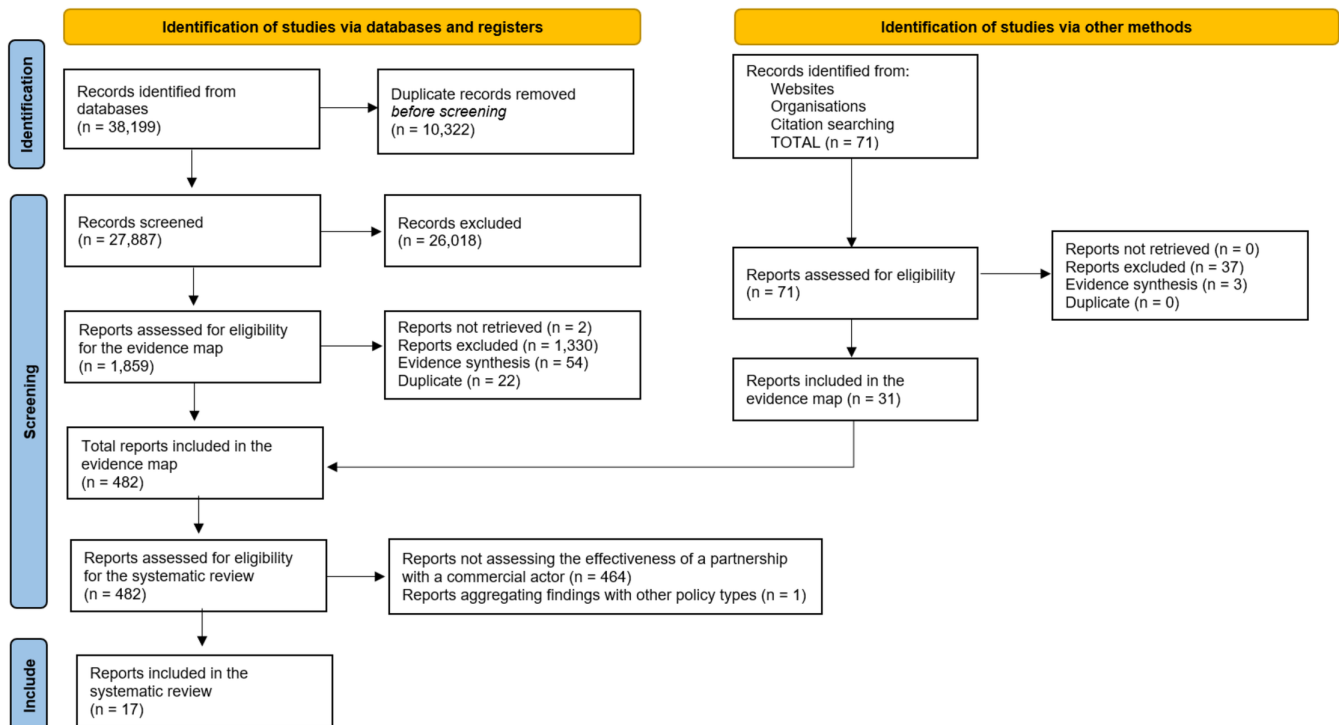 Identification of studies via databases and registers
Identification of studies via other methods
Identification
Records identified from
databases
(n = 38,199)
Duplicate records removed
before screening
(n = 10,322)
Records identified from:
Websites
Organisations
Citation searching
TOTAL (n = 71)
Screening
Records screened
(n = 27,887)
Records excluded
(n = 26,018)
Reports assessed for eligibility
(n = 71)
Reports not retrieved (n = 0)
Reports excluded (n = 37)
Evidence synthesis (n = 3)
Duplicate (n = 0)
Reports assessed for eligibility
for the evidence map
(n = 1,859)
Reports not retrieved (n = 2)
Reports excluded (n = 1,330)
Evidence synthesis (n = 54)
Duplicate (n = 22)
Reports included in the
evidence map (n = 31)
Total reports included in the
evidence map
(n = 482)
Reports assessed for eligibility
for the systematic review
(n = 482)
Reports not assessing the effectiveness of a partnership
with a commercial actor (n = 464)
Reports aggregating findings with other policy types (n = 1)
Include
Reports included in the
systematic review
(n = 17)